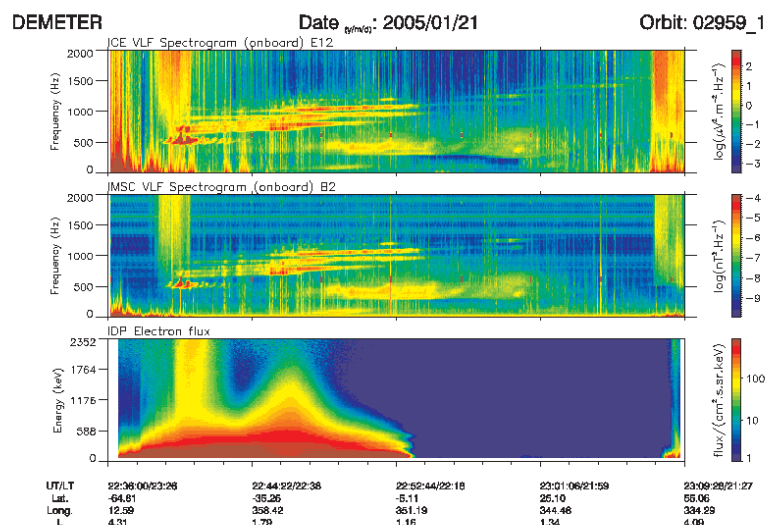 DEMETER Date (y/m/d): 2005/01/21 Orbit: 02959_1
ICE VLF Spectrogram (onboard) E12
2000
1500
1000
500
0
Frequency (Hz)
2
1
0
-1
-2
-3
log(μV².m⁻².Hz⁻¹)
IMSC VLF Spectrogram (onboard) B2
2000
1500
1000
500
0
Frequency (Hz)
-4
-5
-6
-7
-8
-9
log(nT².Hz⁻¹)
IDP Electron flux
2352
1764
1176
588
0
Energy (keV)
100
10
1
flux/(cm².s.sr.keV)
UT/LT 22:36:00/23:26 22:44:22/22:38 22:52:44/22:18 23:01:06/21:59 23:09:28/21:27
Lat. -64.81 -35.26 -5.11 25.10 55.06
Long. 12.59 358.42 351.19 344.46 334.29
L 4.31 1.79 1.16 1.34 4.09